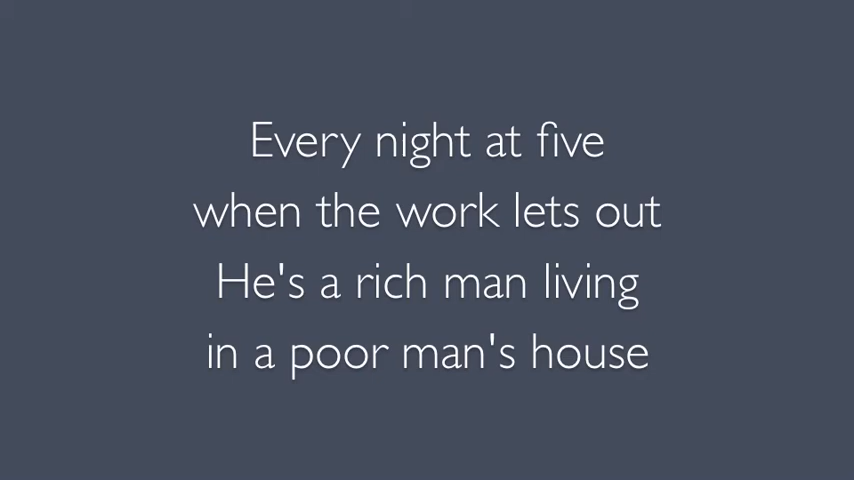 Every night at five
when the work lets out
He's a rich man living
in a poor man's house